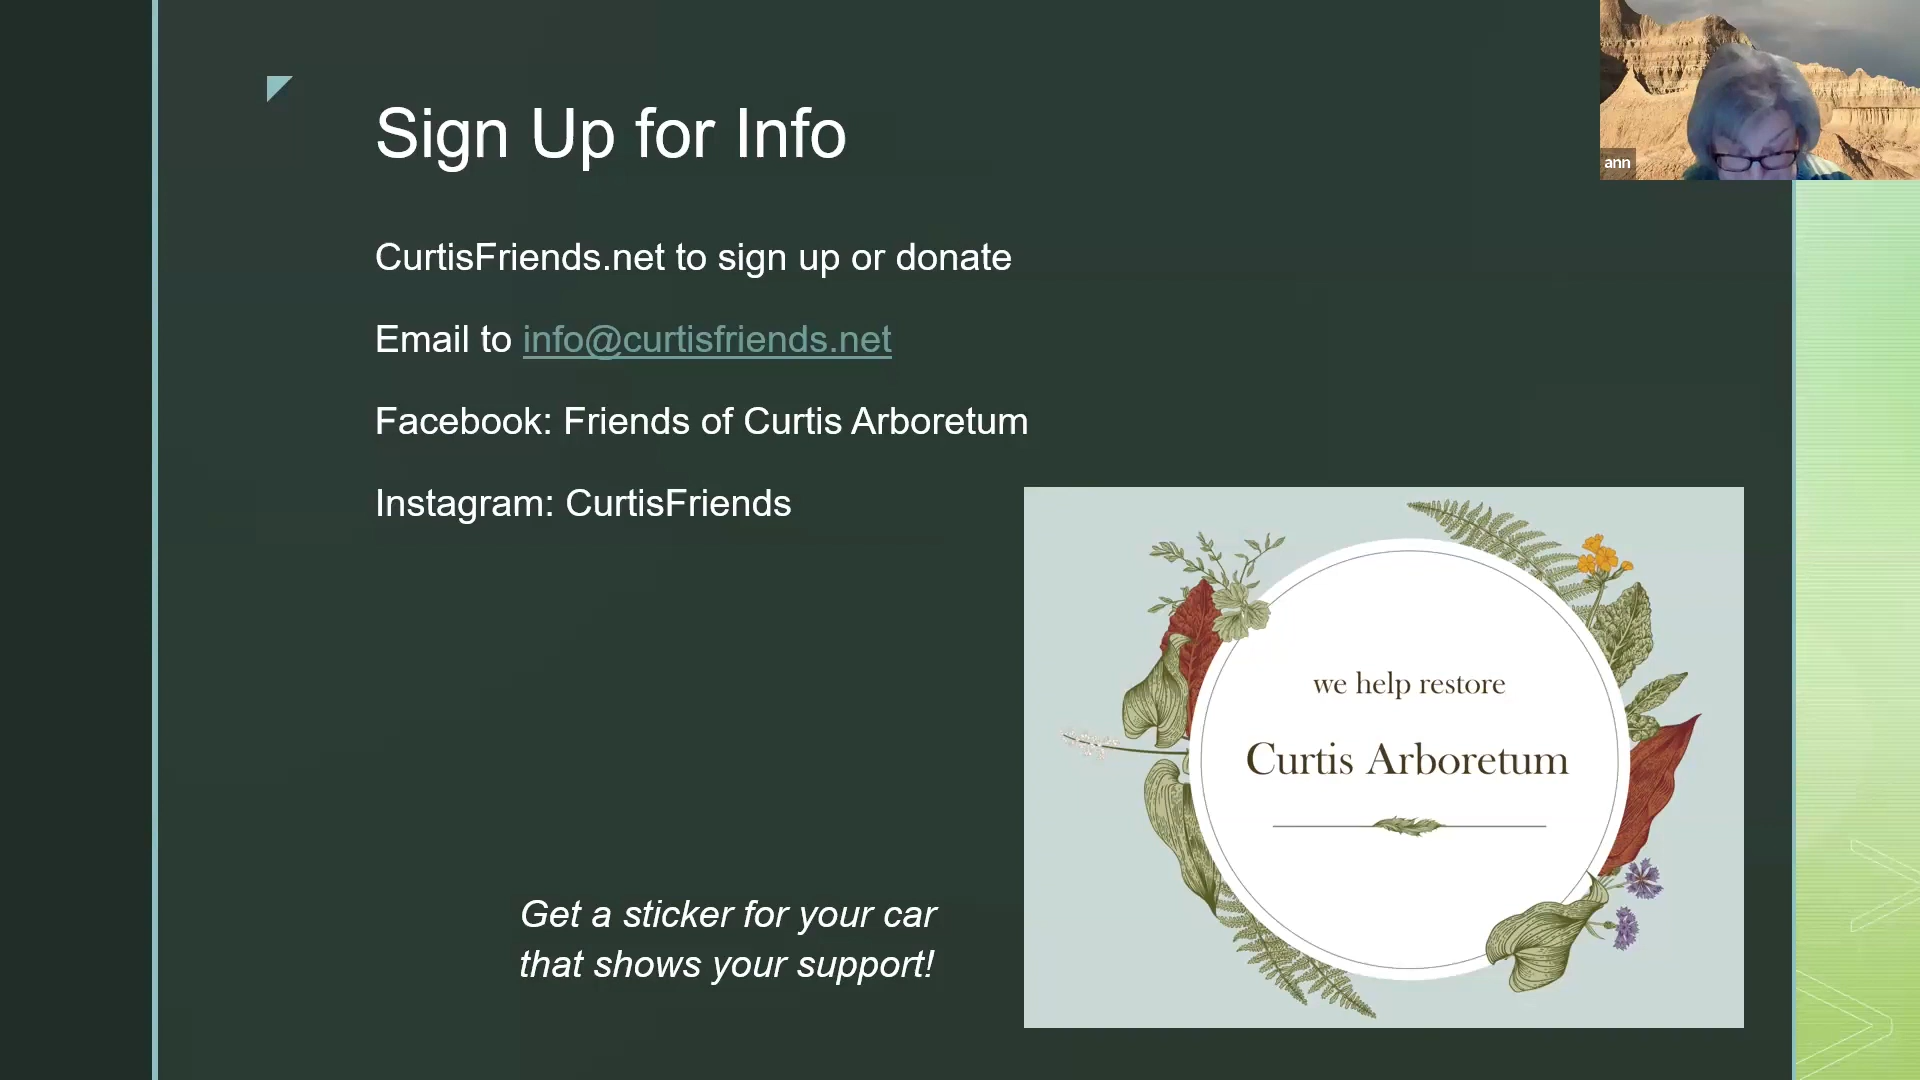 Sign Up for Info
CurtisFriends.net to sign up or donate
Email to info@curtisfriends.net
Facebook: Friends of Curtis Arboretum
Instagram: CurtisFriends
Get a sticker for your car
that shows your support!
we help restore
Curtis Arboretum
ann